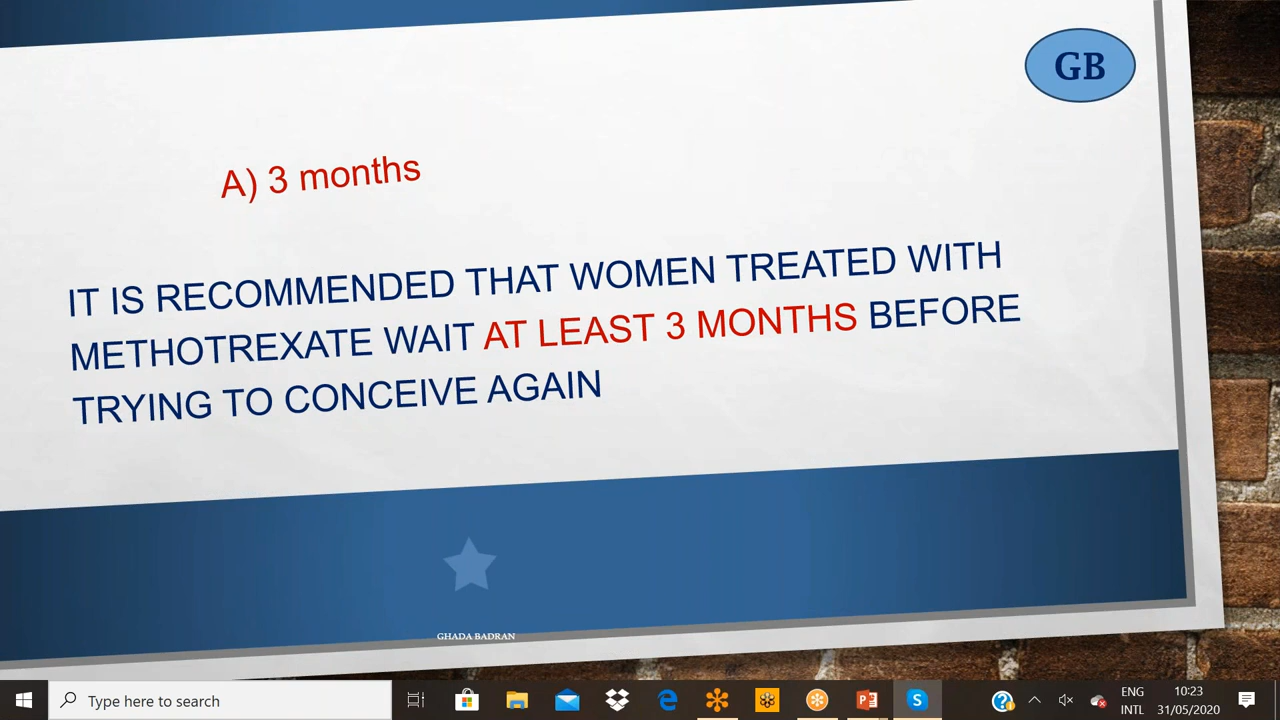 GB
A) 3 months
IT IS RECOMMENDED THAT WOMEN TREATED WITH
METHOTREXATE WAIT AT LEAST 3 MONTHS BEFORE
TRYING TO CONCEIVE AGAIN
GHADA BADRAN
Type here to search
ENG
INTL
10:23
31/05/2020